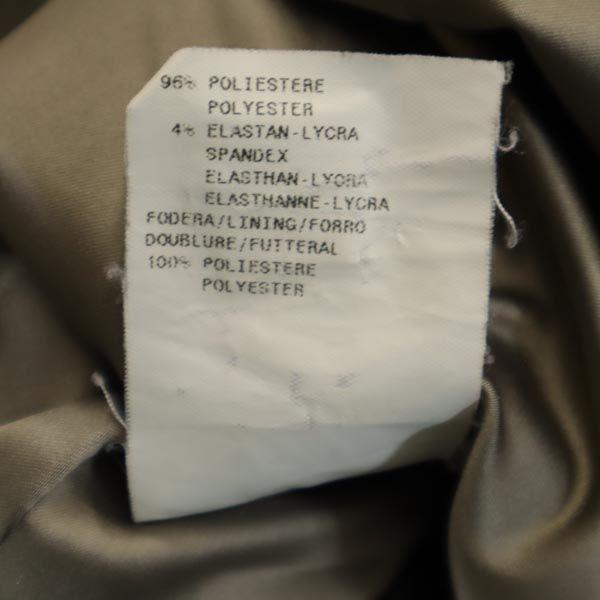 96% POLIESTERE
POLYESTER
4% ELASTAN-LYCRA
SPANDEX
ELASTHAN-LYCRA
ELASTHANNE-LYCRA
FODERA/LINING/FORRO
DOUBLURE/FUTTERAL
100% POLIESTERE
POLYESTER